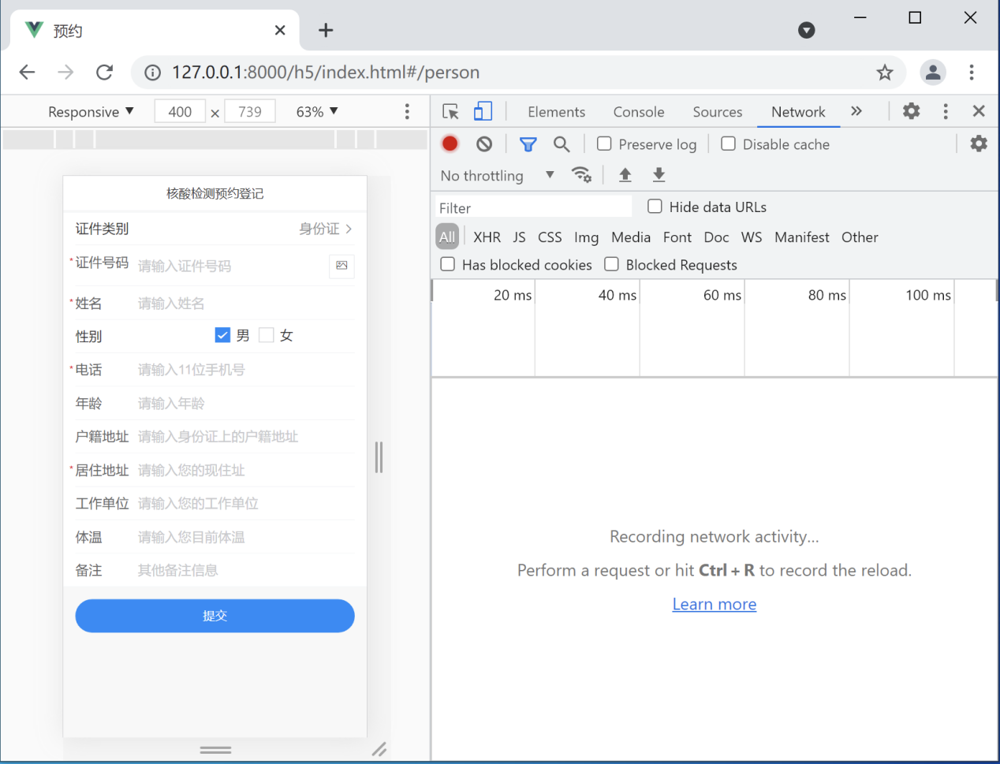 预约
127.0.0.1:8000/h5/index.html#/person
Responsive ▼ 400 × 739 63% ▼
Elements Console Sources Network »
Preserve log Disable cache
No throttling ▼
Filter Hide data URLs
All XHR JS CSS Img Media Font Doc WS Manifest Other
Has blocked cookies Blocked Requests
20 ms 40 ms 60 ms 80 ms 100 ms
核酸检测预约登记
证件类别 身份证
*证件号码 请输入证件号码
*姓名 请输入姓名
性别 男 女
*电话 请输入11位手机号
年龄 请输入年龄
户籍地址 请输入身份证上的户籍地址
*居住地址 请输入您的现住址
工作单位 请输入您的工作单位
体温 请输入您目前体温
备注 其他备注信息
提交
Recording network activity...
Perform a request or hit Ctrl + R to record the reload.
Learn more